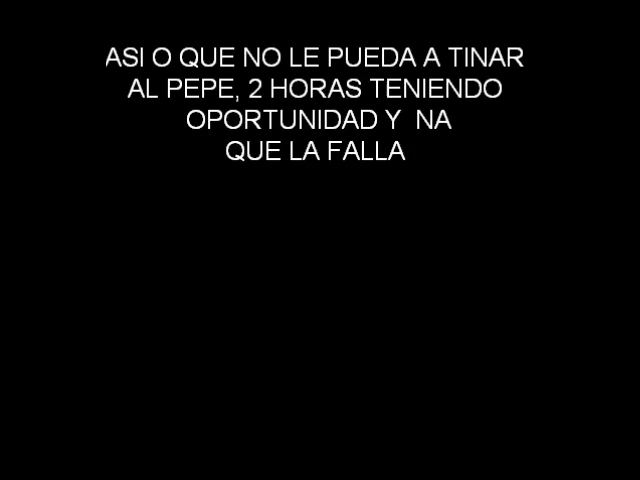 ASI O QUE NO LE PUEDA A TINAR
AL PEPE, 2 HORAS TENIENDO
OPORTUNIDAD Y  NA
QUE LA FALLA